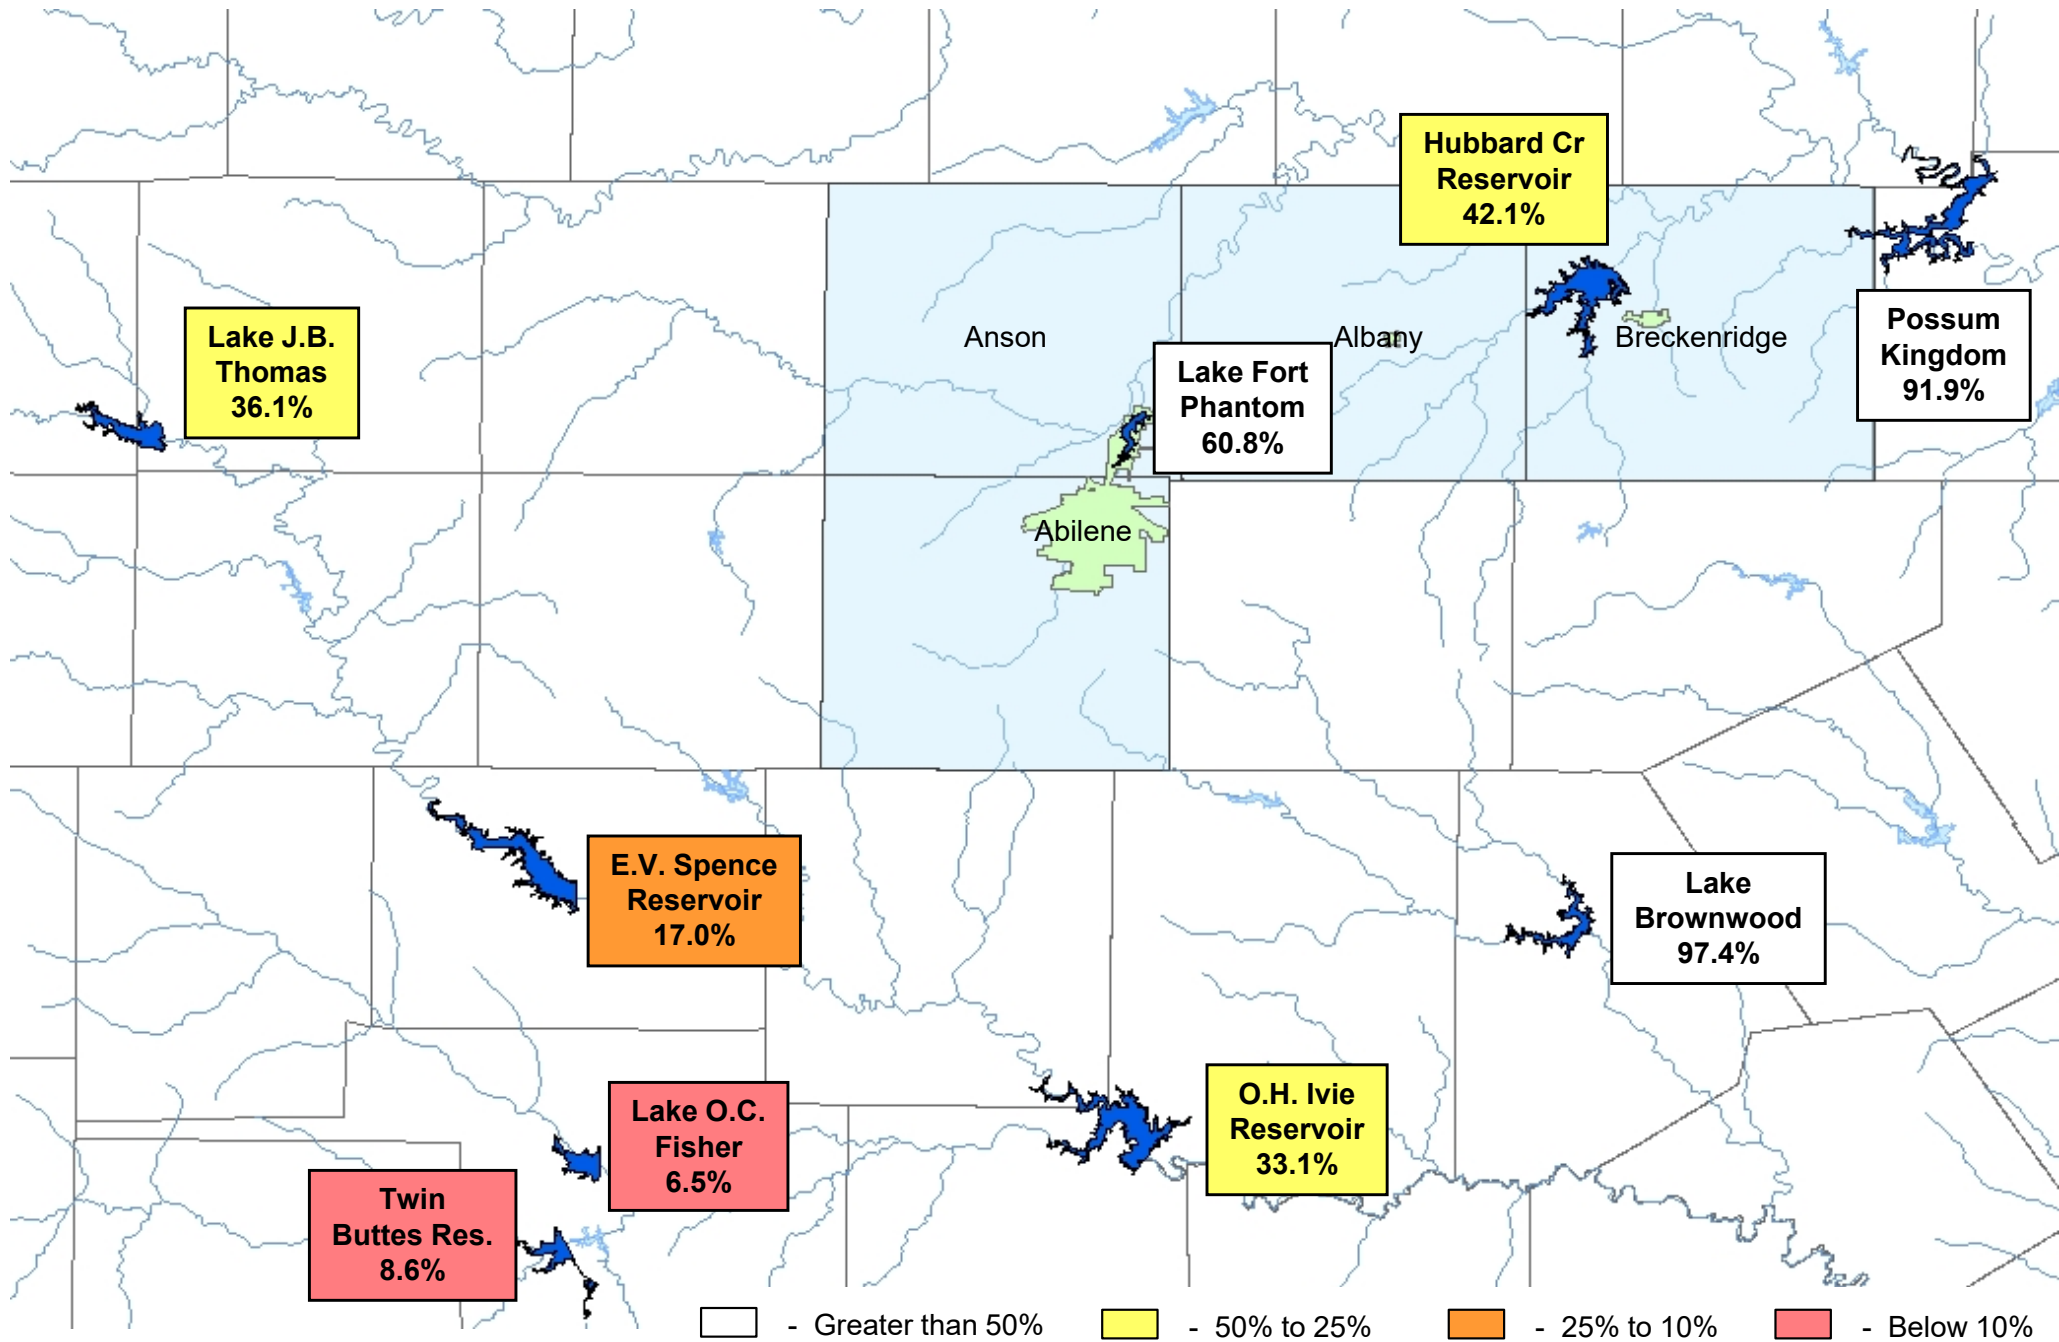 Hubbard Cr
Reservoir
42.1%
Lake J.B.
Thomas
36.1%
Anson
Albany
Breckenridge
Possum
Kingdom
91.9%
Lake Fort
Phantom
60.8%
Abilene
E.V. Spence
Reservoir
17.0%
Lake
Brownwood
97.4%
Lake O.C.
Fisher
6.5%
O.H. Ivie
Reservoir
33.1%
Twin
Buttes Res.
8.6%
- Greater than 50%
- 50% to 25%
- 25% to 10%
- Below 10%